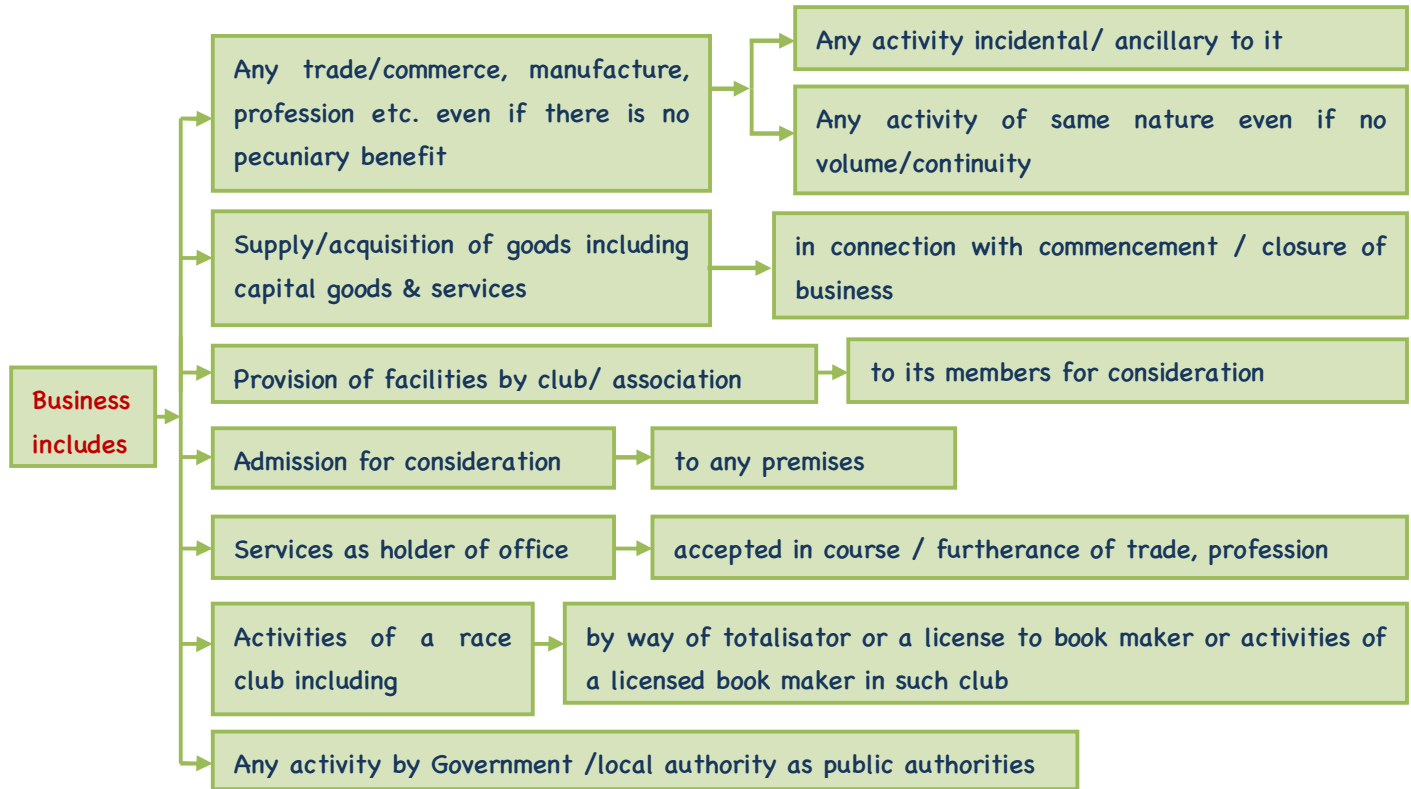 Business
includes
Any trade/commerce, manufacture,
profession etc. even if there is no
pecuniary benefit
Any activity incidental/ ancillary to it
Any activity of same nature even if no
volume/continuity
Supply/acquisition of goods including
capital goods & services
in connection with commencement / closure of
business
Provision of facilities by club/ association
to its members for consideration
Admission for consideration
to any premises
Services as holder of office
accepted in course / furtherance of trade, profession
Activities of a race
club including
by way of totalisator or a license to book maker or activities of
a licensed book maker in such club
Any activity by Government /local authority as public authorities